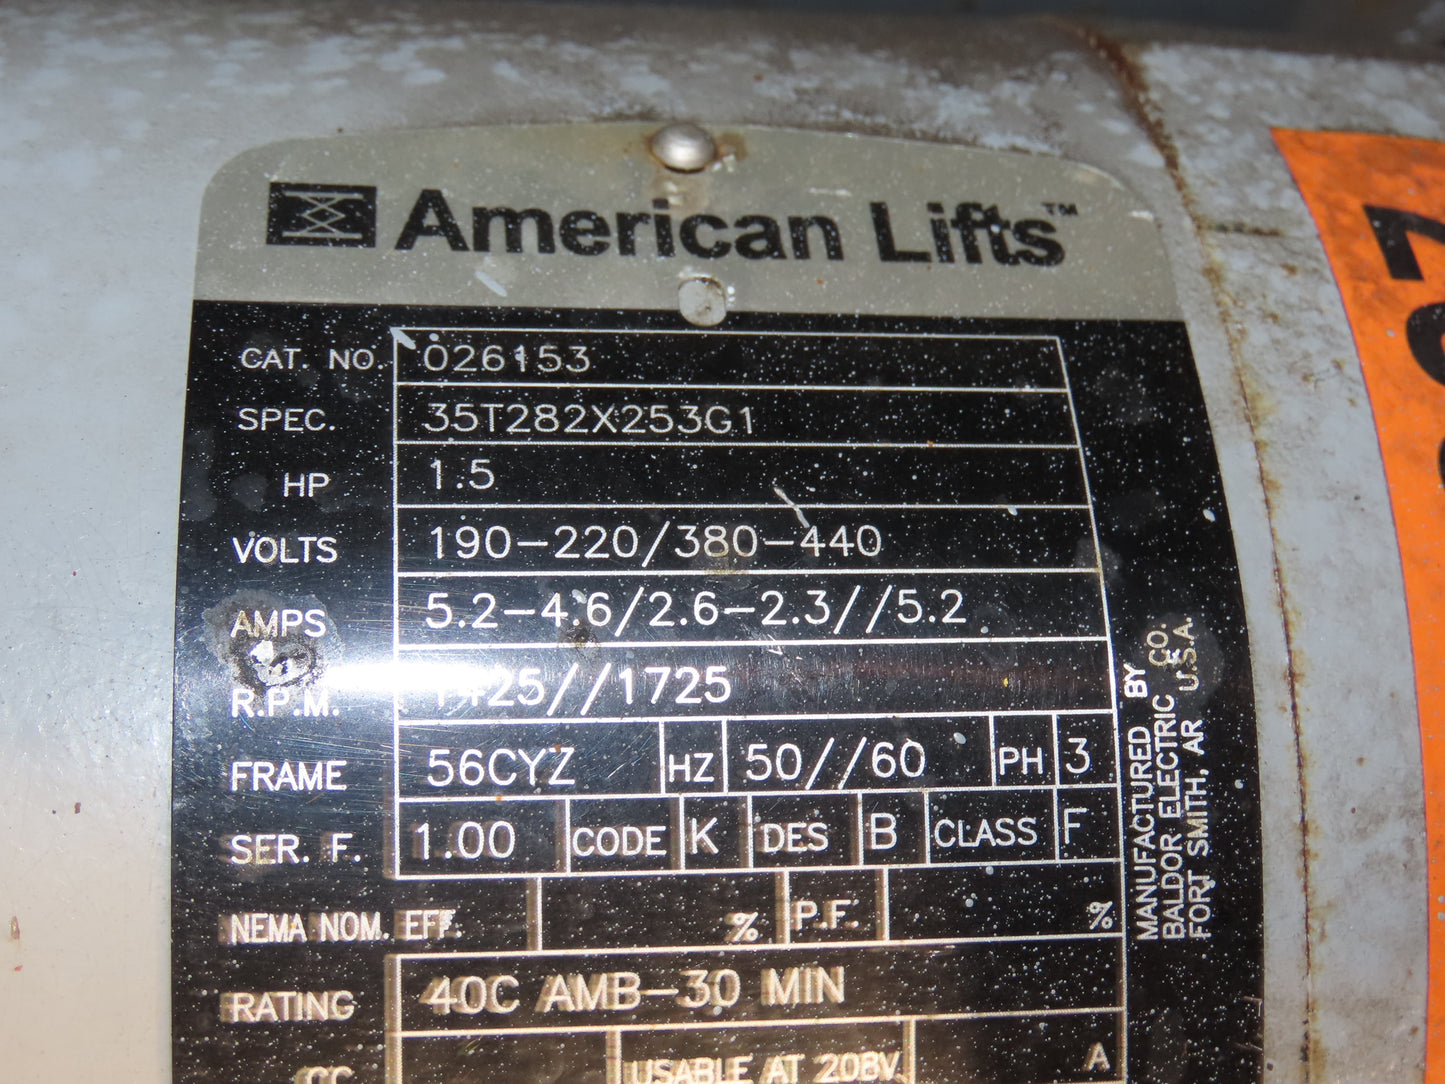 American Lifts™
CAT. NO. 026153
SPEC. 35T282X253G1
HP 1.5
VOLTS 190-220/380-440
AMPS 5.2-4.6/2.6-2.3//5.2
R.P.M. 1425//1725
FRAME 56CYZ HZ 50//60 PH 3
SER. F. 1.00 CODE K DES B CLASS F
NEMA NOM. EFF. % P.F. %
RATING 40C AMB-30 MIN
CC USABLE AT 208V A
MANUFACTURED BY
BALDOR ELECTRIC CO.
FORT SMITH, AR U.S.A.